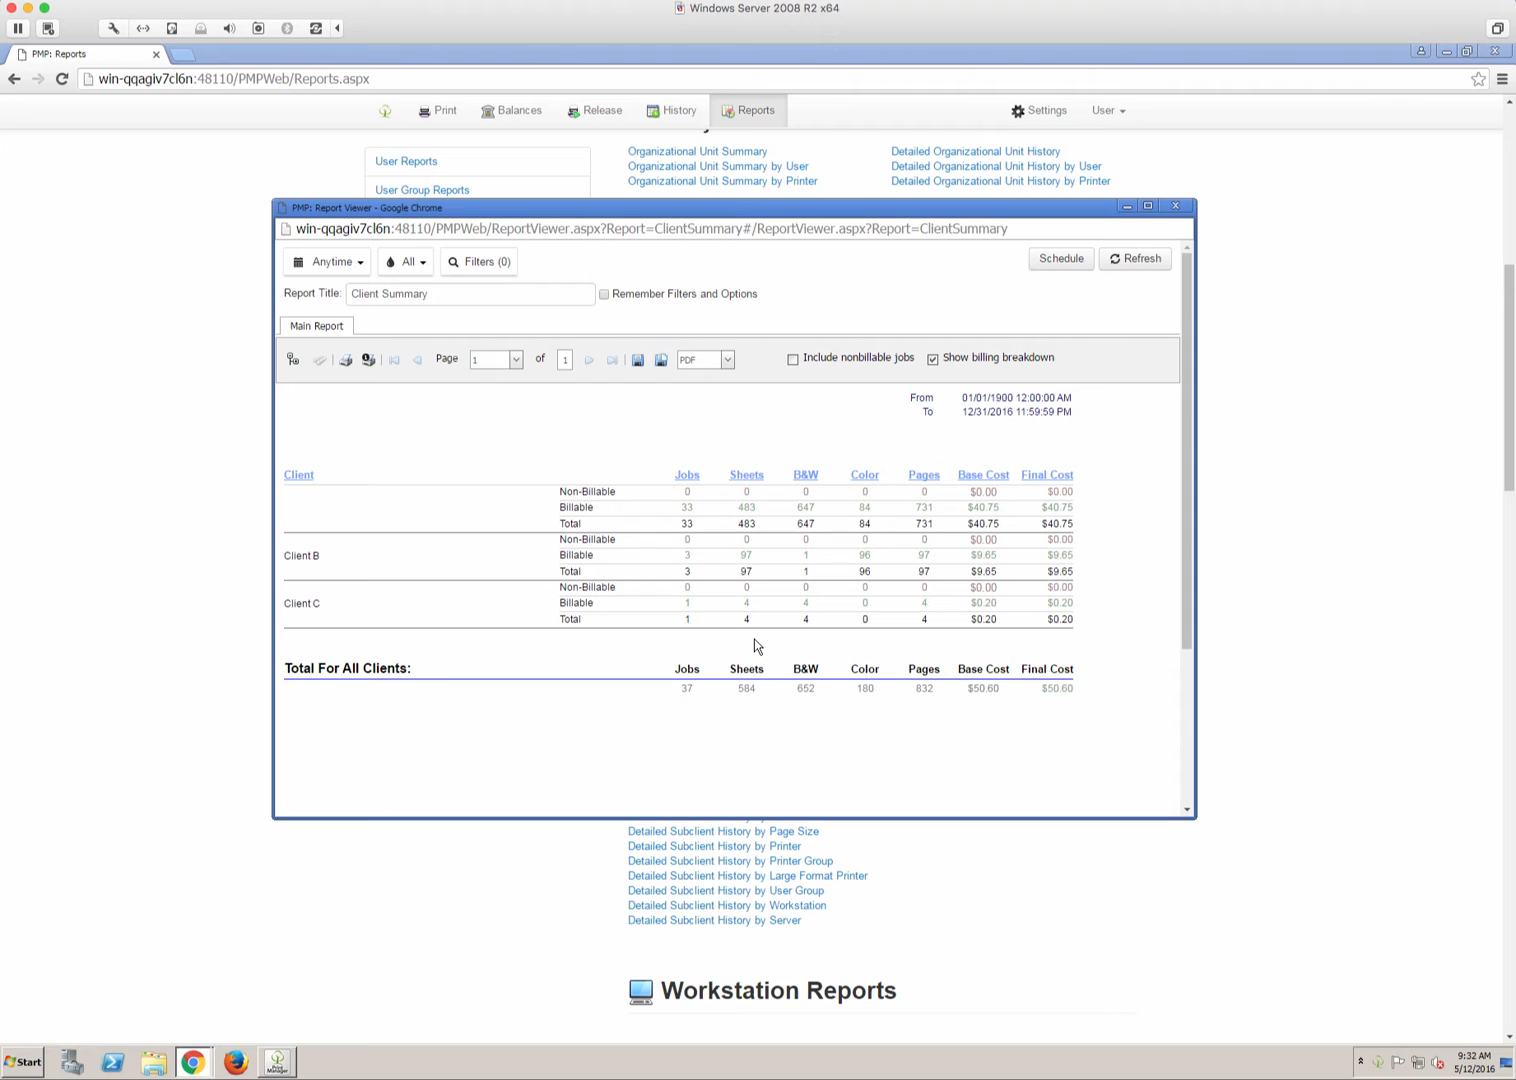 Windows Server 2008 R2 x64
PMP: Reports
win-qqagiv7cl6n:48110/PMPWeb/Reports.aspx
Print
Balances
Release
History
Reports
Settings
User
User Reports
User Group Reports
Organizational Unit Summary
Organizational Unit Summary by User
Organizational Unit Summary by Printer
Detailed Organizational Unit History
Detailed Organizational Unit History by User
Detailed Organizational Unit History by Printer
PMP: Report Viewer - Google Chrome
win-qqagiv7cl6n:48110/PMPWeb/ReportViewer.aspx?Report=ClientSummary#/ReportViewer.aspx?Report=ClientSummary
Anytime All Filters (0) Schedule Refresh
Report Title: Client Summary Remember Filters and Options
Main Report
Page 1 of 1 PDF Include nonbillable jobs Show billing breakdown
From 01/01/1900 12:00:00 AM
To 12/31/2016 11:59:59 PM
Client Jobs Sheets B&W Color Pages Base Cost Final Cost
Non-Billable 0 0 0 0 0 $0.00 $0.00
Billable 33 483 647 84 731 $40.75 $40.75
Total 33 483 647 84 731 $40.75 $40.75
Non-Billable 0 0 0 0 0 $0.00 $0.00
Client B Billable 3 97 1 96 97 $9.65 $9.65
Total 3 97 1 96 97 $9.65 $9.65
Non-Billable 0 0 0 0 0 $0.00 $0.00
Client C Billable 1 4 4 0 4 $0.20 $0.20
Total 1 4 4 0 4 $0.20 $0.20
Total For All Clients: Jobs Sheets B&W Color Pages Base Cost Final Cost
37 584 652 180 832 $50.60 $50.60
Detailed Subclient History by Page Size
Detailed Subclient History by Printer
Detailed Subclient History by Printer Group
Detailed Subclient History by Large Format Printer
Detailed Subclient History by User Group
Detailed Subclient History by Workstation
Detailed Subclient History by Server
Workstation Reports
Start
9:32 AM
5/12/2016